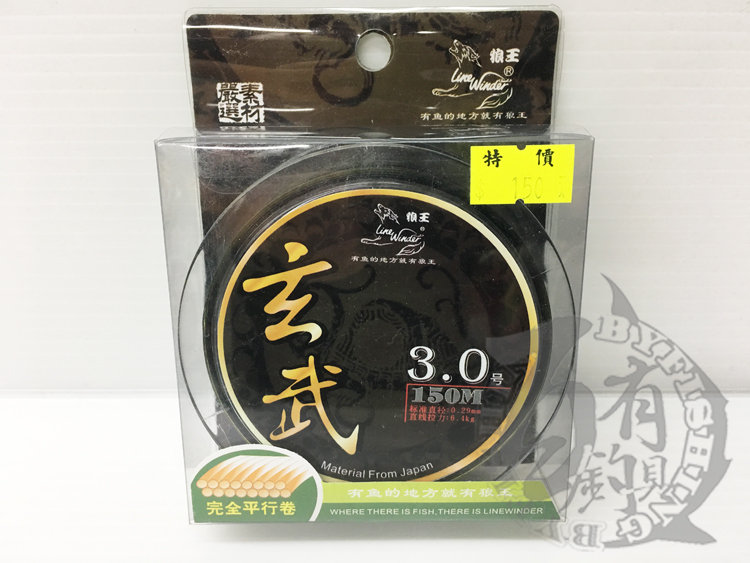 嚴選素材
狼王
Line Winder®
有鱼的地方就有狼王
特 價
$ 150 元
狼王
Line Winder®
有鱼的地方就有狼王
玄武
3.0号
150M
标准直径:0.29mm
直线拉力:6.4kg
Material From Japan
有鱼的地方就有狼王
完全平行卷
WHERE THERE IS FISH,THERE IS LINEWINDER
BYFISHING
有
釣具